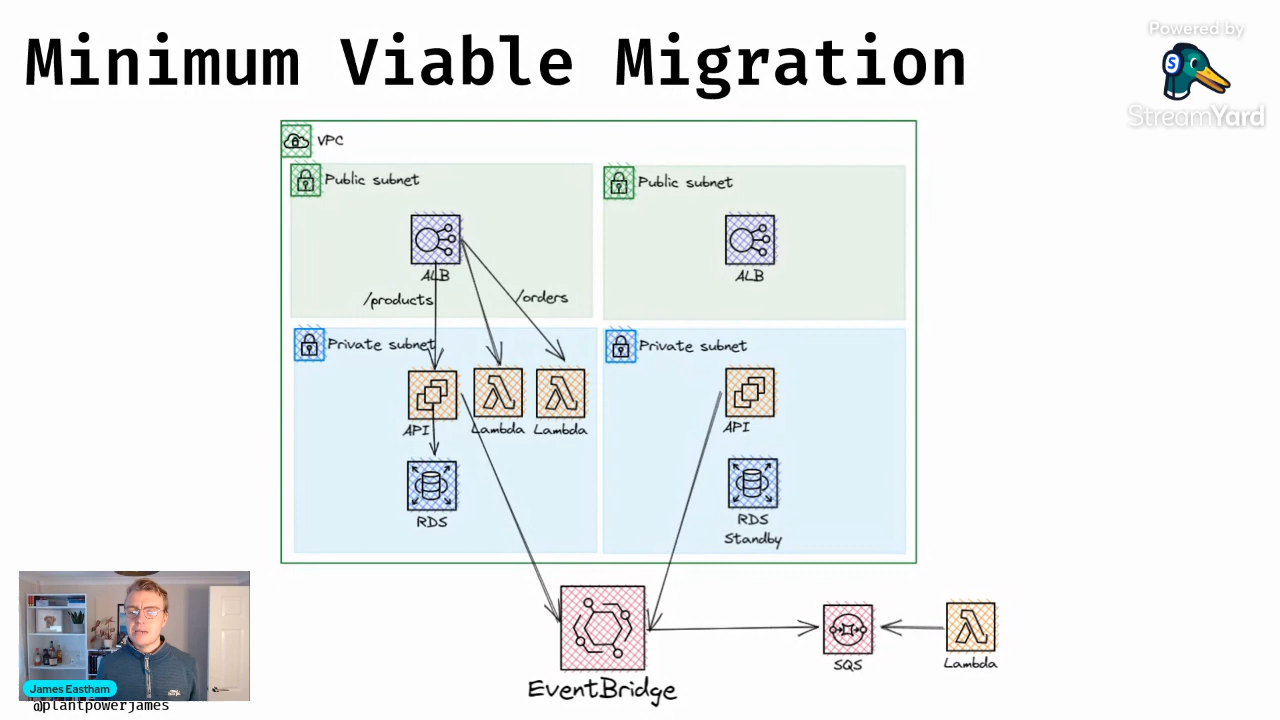 Minimum Viable Migration
Powered by
S
StreamYard
VPC
Public subnet
Public subnet
ALB
ALB
/products
/orders
Private subnet
Private subnet
API
Lambda
Lambda
API
RDS
RDS
Standby
EventBridge
SQS
Lambda
James Eastham
@plantpowerjames